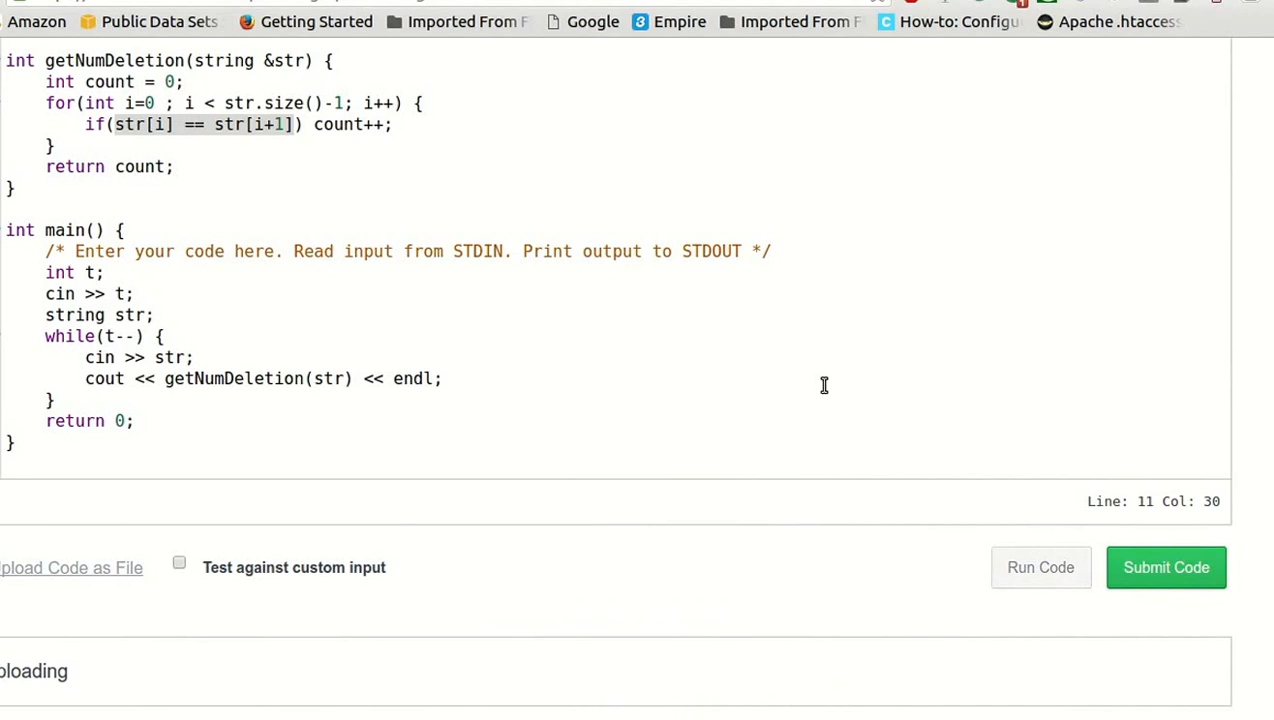 Amazon Public Data Sets Getting Started Imported From F Google Empire Imported From F How-to: Configu Apache .htaccess
int getNumDeletion(string &str) {
int count = 0;
for(int i=0 ; i < str.size()-1; i++) {
if(str[i] == str[i+1]) count++;
}
return count;
}
int main() {
/* Enter your code here. Read input from STDIN. Print output to STDOUT */
int t;
cin >> t;
string str;
while(t--) {
cin >> str;
cout << getNumDeletion(str) << endl;
}
return 0;
}
Line: 11 Col: 30
pload Code as File Test against custom input Run Code Submit Code
ploading